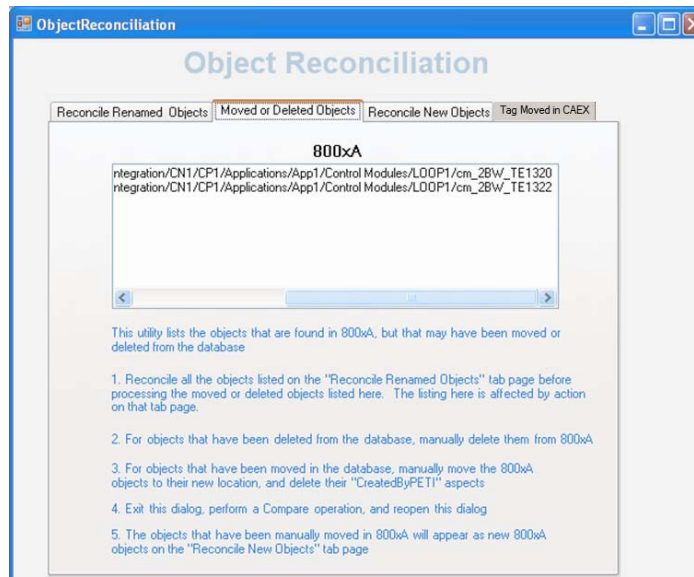 ObjectReconciliation
Object Reconciliation
Reconcile Renamed Objects
Moved or Deleted Objects
Reconcile New Objects
Tag Moved in CAEX
800xA
ntegration/CN1/CP1/Applications/App1/Control Modules/LOOP1/cm_2BW_TE1320
ntegration/CN1/CP1/Applications/App1/Control Modules/LOOP1/cm_2BW_TE1322
This utility lists the objects that are found in 800xA, but that may have been moved or
deleted from the database
1. Reconcile all the objects listed on the "Reconcile Renamed Objects" tab page before
processing the moved or deleted objects listed here. The listing here is affected by action
on that tab page.
2. For objects that have been deleted from the database, manually delete them from 800xA
3. For objects that have been moved in the database, manually move the 800xA
objects to their new location, and delete their "CreatedByPETI" aspects
4. Exit this dialog, perform a Compare operation, and reopen this dialog
5. The objects that have been manually moved in 800xA will appear as new 800xA
objects on the "Reconcile New Objects" tab page